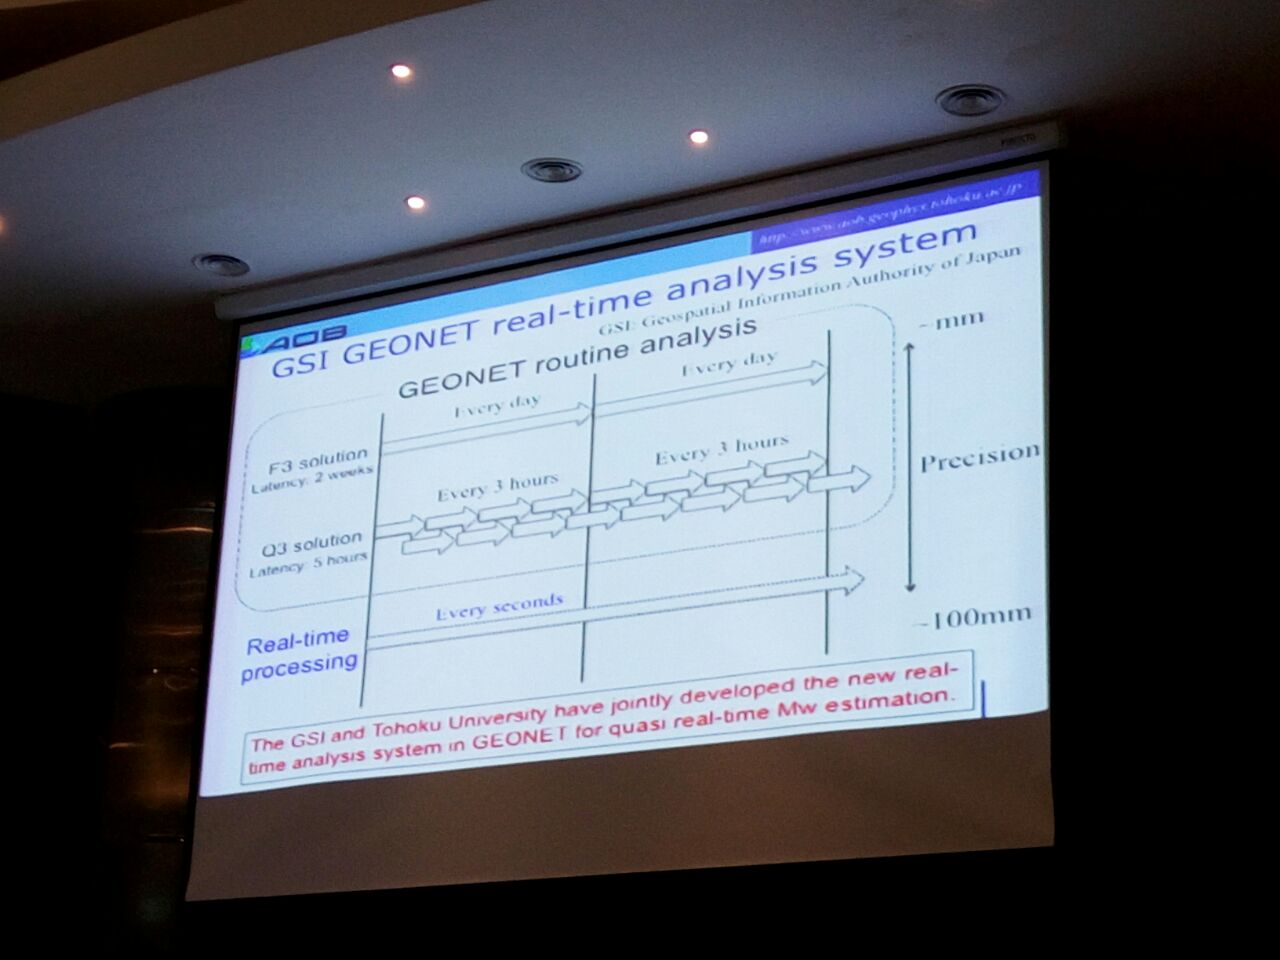 http://www.aob.geophys.tohoku.ac.jp
AOB
GSI GEONET real-time analysis system
GSI: Geospatial Information Authority of Japan
GEONET routine analysis
~mm
Every day
Every day
F3 solution
Latency: 2 weeks
Every 3 hours
Every 3 hours
Precision
Q3 solution
Latency: 5 hours
Every seconds
~100mm
Real-time
processing
The GSI and Tohoku University have jointly developed the new real-
time analysis system in GEONET for quasi real-time Mw estimation.